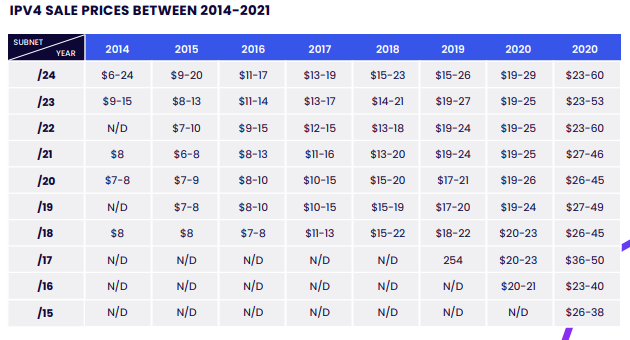 IPV4 SALE PRICES BETWEEN 2014-2021
SUBNET YEAR 2014 2015 2016 2017 2018 2019 2020 2020
/24 $6-24 $9-20 $11-17 $13-19 $15-23 $15-26 $19-29 $23-60
/23 $9-15 $8-13 $11-14 $13-17 $14-21 $19-27 $19-25 $23-53
/22 N/D $7-10 $9-15 $12-15 $13-18 $19-24 $19-25 $23-60
/21 $8 $6-8 $8-13 $11-16 $13-20 $19-24 $19-25 $27-46
/20 $7-8 $7-9 $8-10 $10-15 $15-20 $17-21 $19-26 $26-45
/19 N/D $7-8 $8-10 $10-15 $15-19 $17-20 $19-24 $27-49
/18 $8 $8 $7-8 $11-13 $15-22 $18-22 $20-23 $26-45
/17 N/D N/D N/D N/D N/D 254 $20-23 $36-50
/16 N/D N/D N/D N/D N/D N/D $20-21 $23-40
/15 N/D N/D N/D N/D N/D N/D N/D $26-38